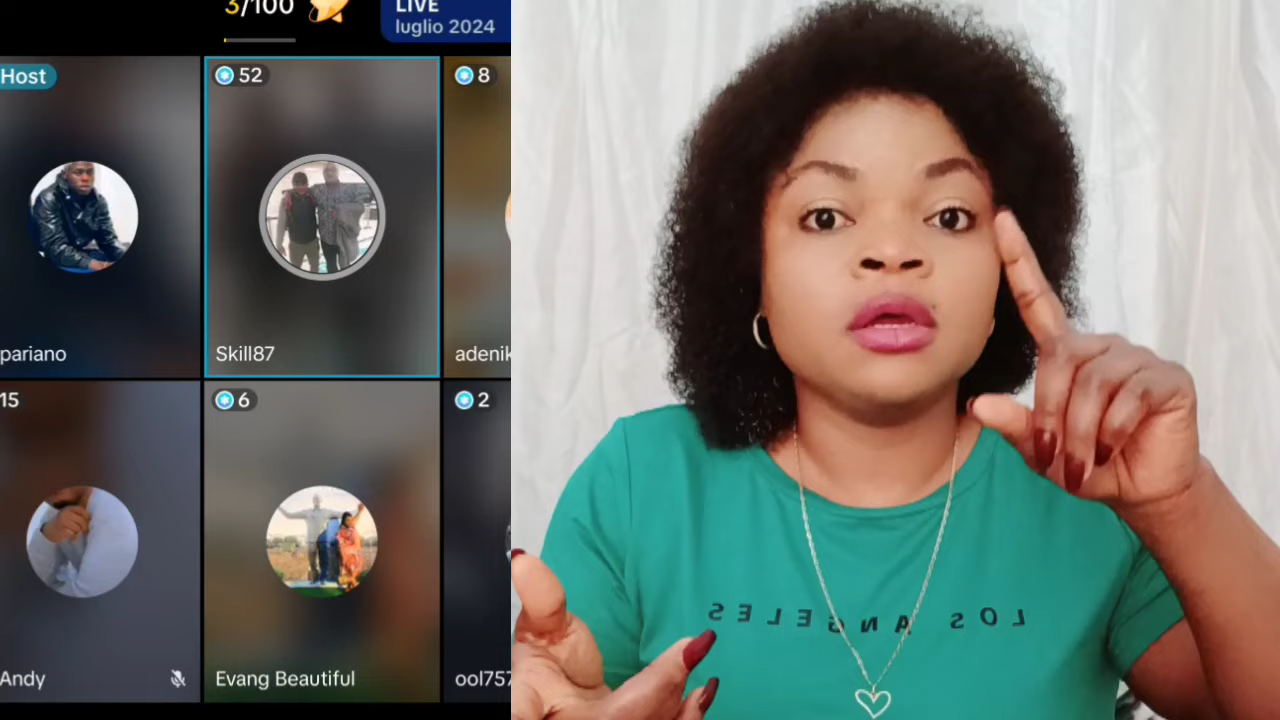 3/100
LIVE
luglio 2024
Host
52
8
pariano
Skill87
adenik
15
6
2
Andy
Evang Beautiful
ool757
LOS ANGELES